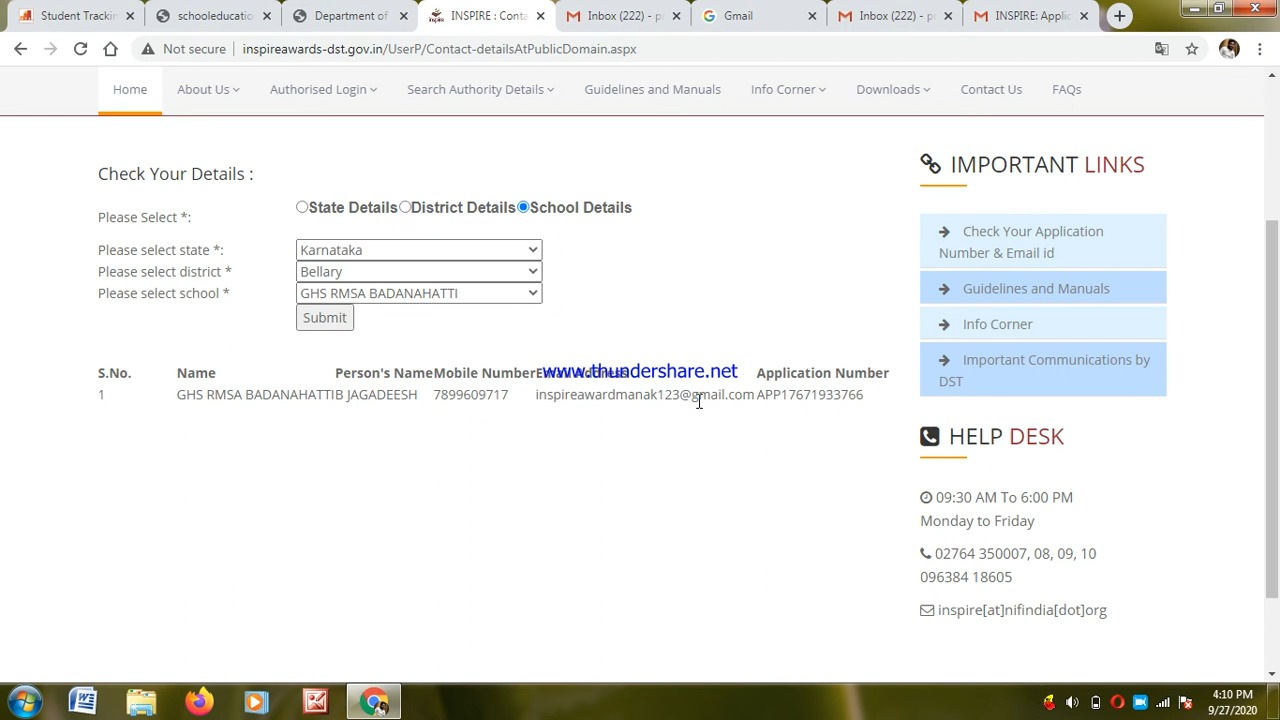 Student Trackin
schooleducatio
Department of
INSPIRE : Conta
Inbox (222) - p
Gmail
Inbox (222) - p
INSPIRE: Applic
Not secure
inspireawards-dst.gov.in/UserP/Contact-detailsAtPublicDomain.aspx
Home
About Us
Authorised Login
Search Authority Details
Guidelines and Manuals
Info Corner
Downloads
Contact Us
FAQs
Check Your Details :
Please Select *:
State Details
District Details
School Details
Please select state *:
Karnataka
Please select district *
Bellary
Please select school *
GHS RMSA BADANAHATTI
Submit
S.No. Name Person's Name Mobile Number Email Address Application Number
www.thundershare.net
1 GHS RMSA BADANAHATTI B JAGADEESH 7899609717 inspireawardmanak123@gmail.com APP17671933766
IMPORTANT LINKS
Check Your Application
Number & Email id
Guidelines and Manuals
Info Corner
Important Communications by
DST
HELP DESK
09:30 AM To 6:00 PM
Monday to Friday
02764 350007, 08, 09, 10
096384 18605
inspire[at]nifindia[dot]org
4:10 PM
9/27/2020